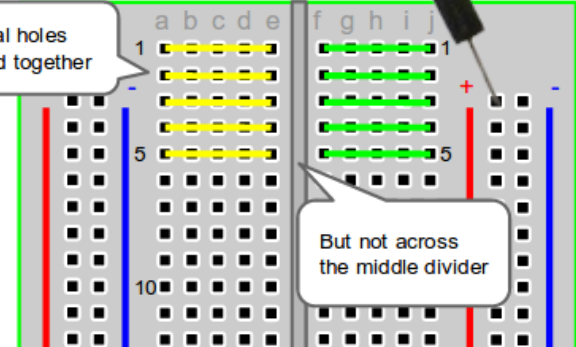 a b c d e f g h i j
al holes
d together
1 1
- + -
5 5
But not across
the middle divider
10